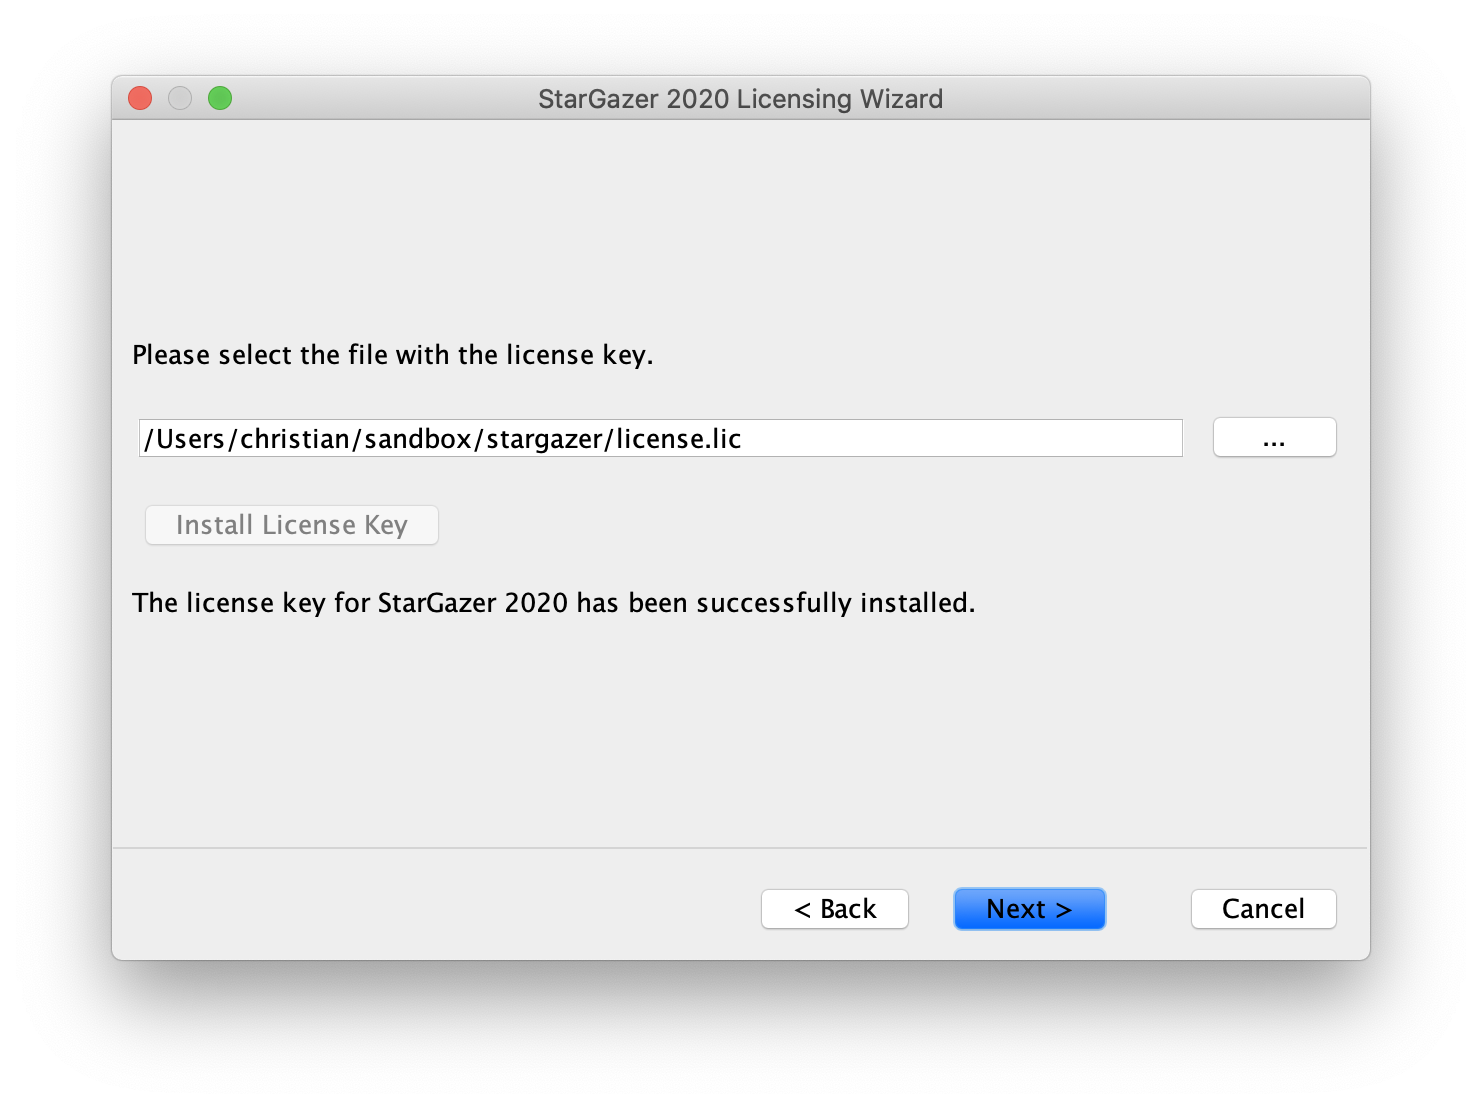 StarGazer 2020 Licensing Wizard
Please select the file with the license key.
/Users/christian/sandbox/stargazer/license.lic
...
Install License Key
The license key for StarGazer 2020 has been successfully installed.
< Back
Next >
Cancel